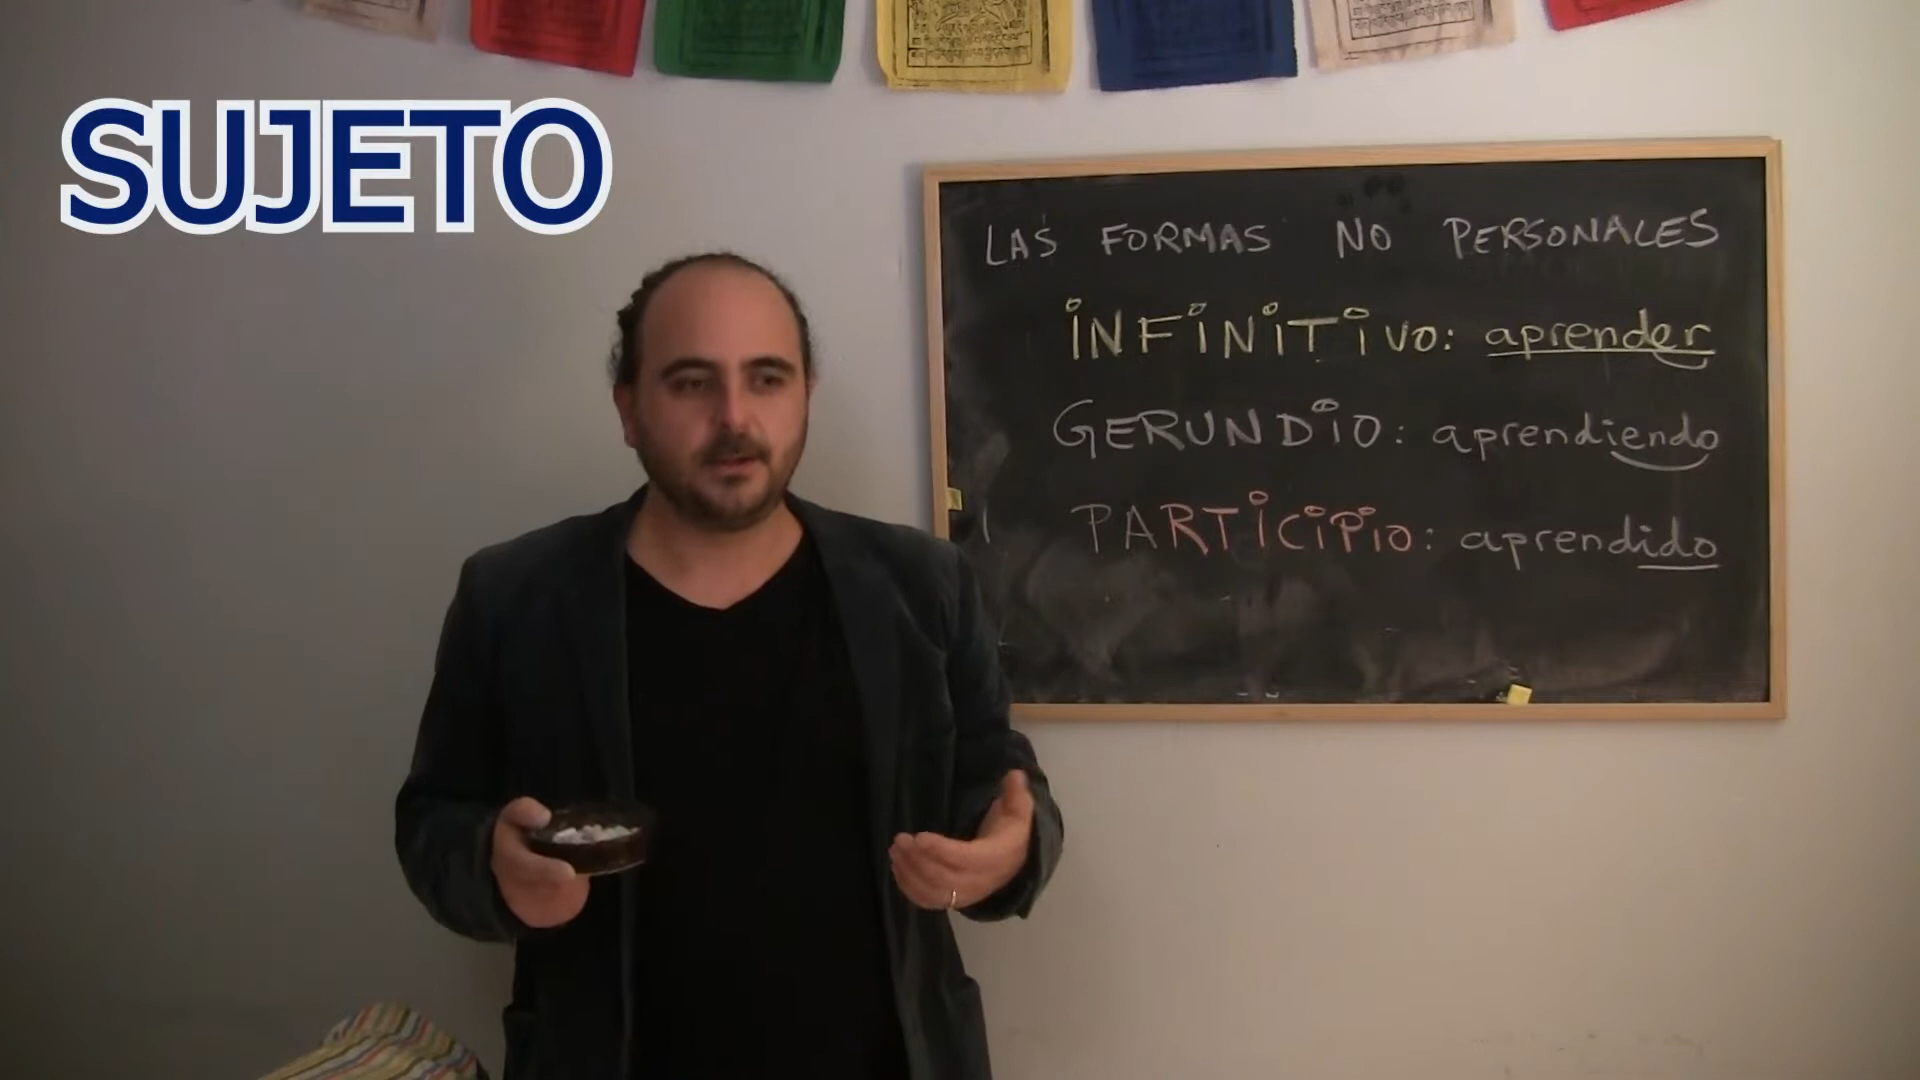 SUJETO
LAS FORMAS NO PERSONALES
INFINITIVO: aprender
GERUNDIO: aprendiendo
PARTICIPIO: aprendido